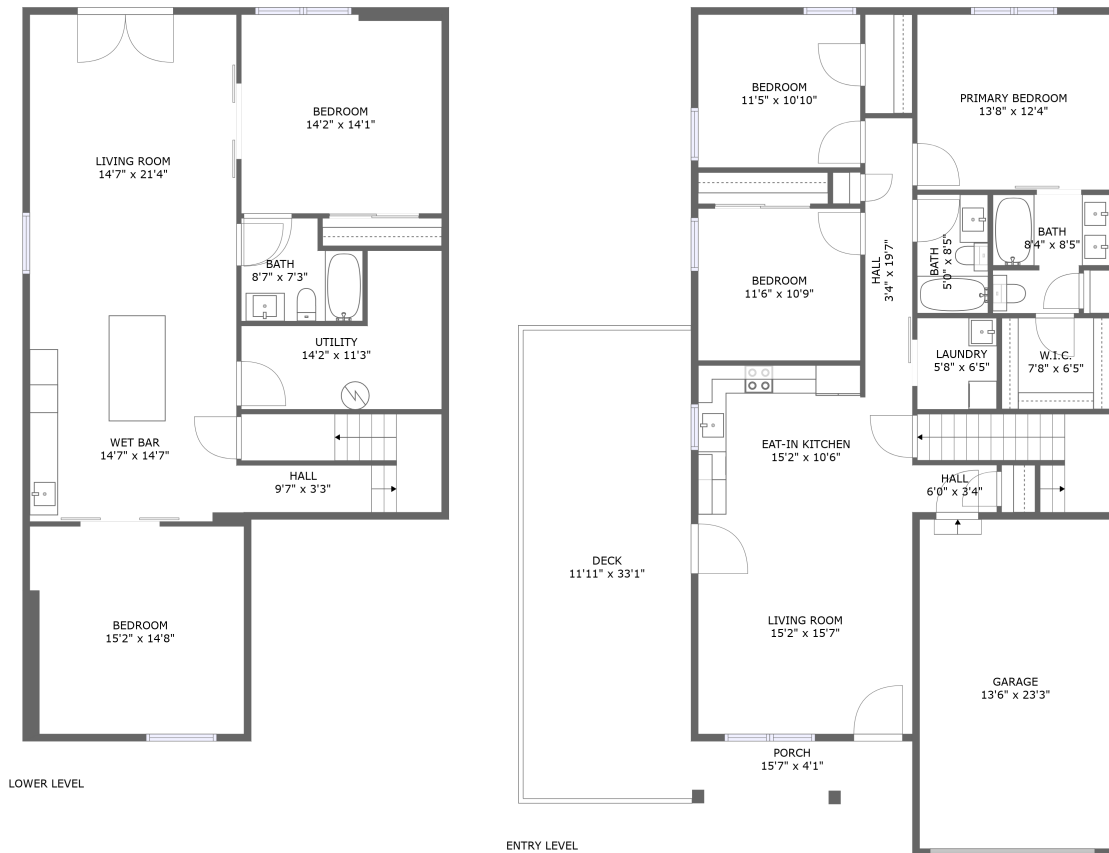 BEDROOM
14'2" x 14'1"
LIVING ROOM
14'7" x 21'4"
BATH
8'7" x 7'3"
UTILITY
14'2" x 11'3"
WET BAR
14'7" x 14'7"
HALL
9'7" x 3'3"
BEDROOM
15'2" x 14'8"
LOWER LEVEL
BEDROOM
11'5" x 10'10"
PRIMARY BEDROOM
13'8" x 12'4"
BATH
8'4" x 8'5"
BATH
5'0" x 8'5"
HALL
3'4" x 19'7"
BEDROOM
11'6" x 10'9"
LAUNDRY
5'8" x 6'5"
W.I.C.
7'8" x 6'5"
EAT-IN KITCHEN
15'2" x 10'6"
HALL
6'0" x 3'4"
DECK
11'11" x 33'1"
LIVING ROOM
15'2" x 15'7"
GARAGE
13'6" x 23'3"
PORCH
15'7" x 4'1"
ENTRY LEVEL